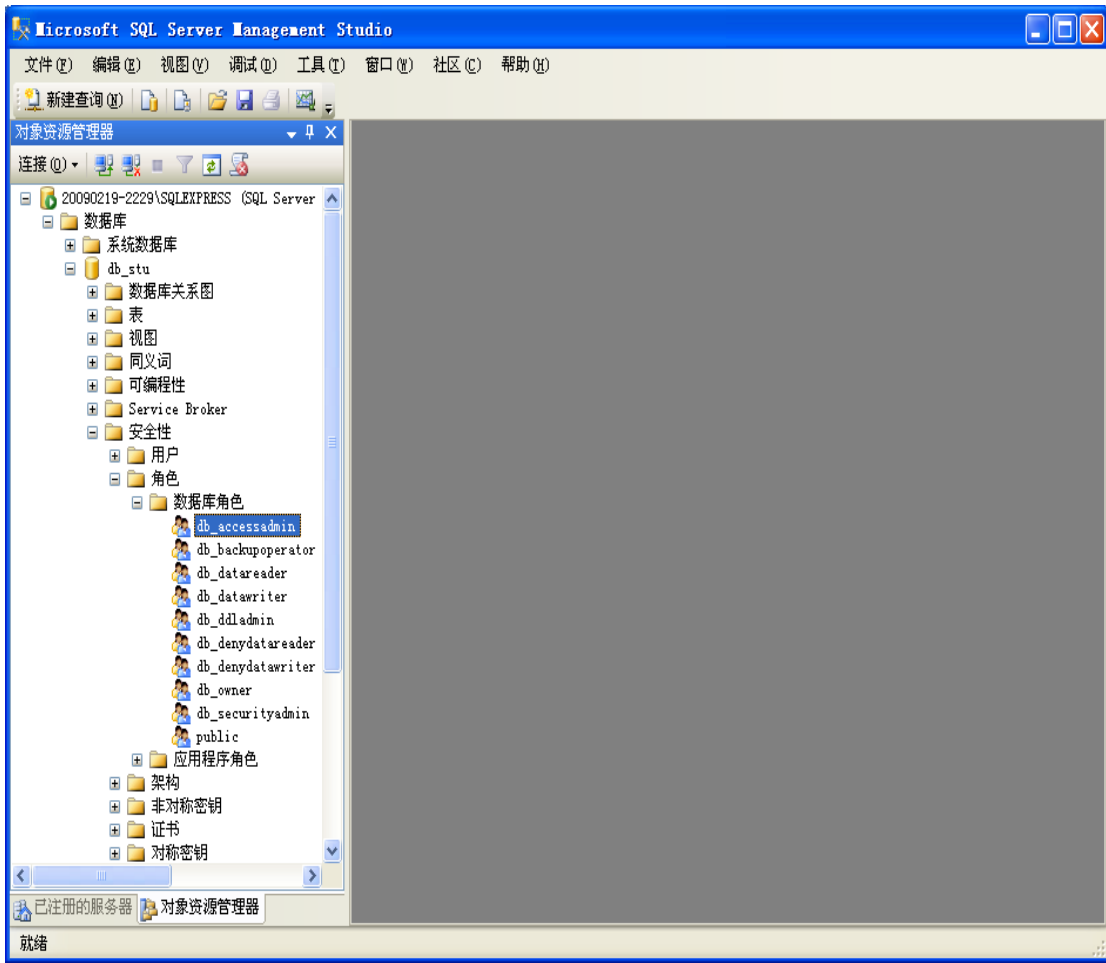 Microsoft SQL Server Management Studio
文件(F) 编辑(E) 视图(V) 调试(D) 工具(T) 窗口(W) 社区(C) 帮助(H)
新建查询(N)
对象资源管理器
连接(O)
20090219-2229\SQLEXPRESS (SQL Server
数据库
系统数据库
db_stu
数据库关系图
表
视图
同义词
可编程性
Service Broker
安全性
用户
角色
数据库角色
db_accessadmin
db_backupoperator
db_datareader
db_datawriter
db_ddladmin
db_denydatareader
db_denydatawriter
db_owner
db_securityadmin
public
应用程序角色
架构
非对称密钥
证书
对称密钥
已注册的服务器 对象资源管理器
就绪